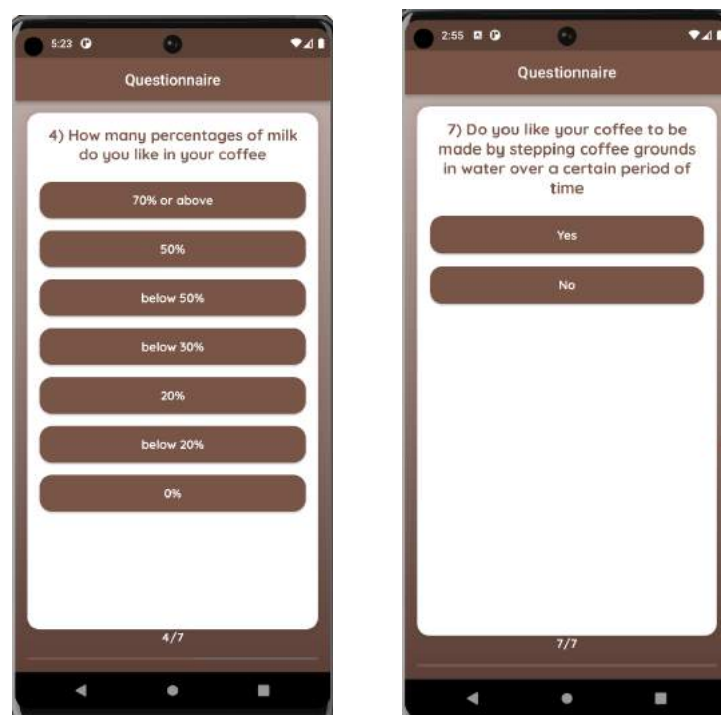 5:23
Questionnaire
4) How many percentages of milk
do you like in your coffee
70% or above
50%
below 50%
below 30%
20%
below 20%
0%
4/7
2:55
Questionnaire
7) Do you like your coffee to be
made by stepping coffee grounds
in water over a certain period of
time
Yes
No
7/7